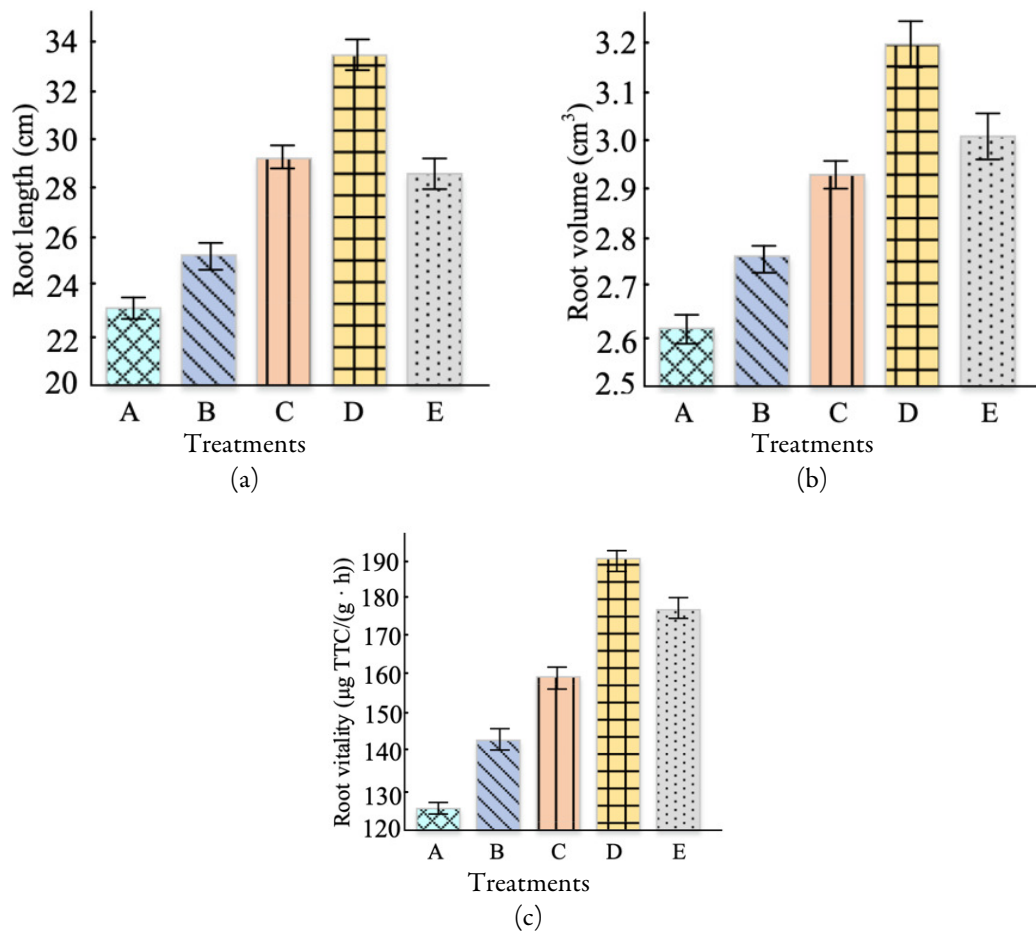 Root length (cm)
34
32
30
28
26
24
22
20
A B C D E
Treatments
(a)
Root volume (cm³)
3.2
3.1
3.0
2.9
2.8
2.7
2.6
2.5
A B C D E
Treatments
(b)
Root vitality (μg TTC/(g · h))
190
180
170
160
150
140
130
120
A B C D E
Treatments
(c)